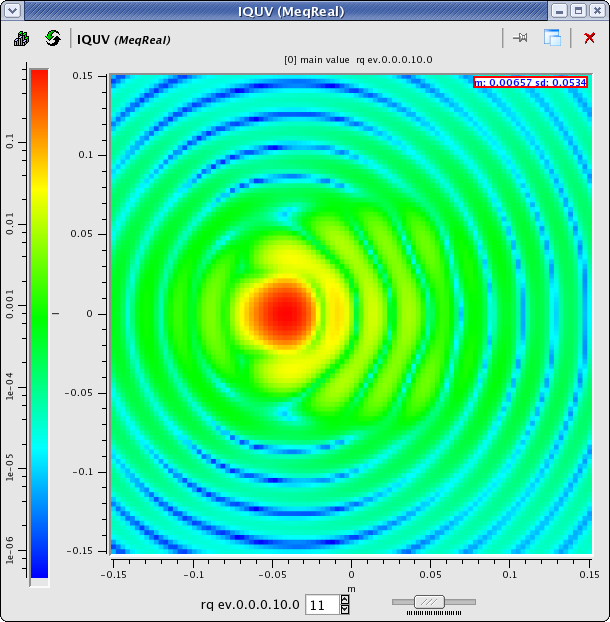 IQUV (MeqReal)
IQUV (MeqReal)
[0] main value rq ev.0.0.0.10.0
m: 0.00657 sd: 0.0534
0.1
0.01
0.001
1e-04
1e-05
1e-06
0.15
0.1
0.05
0
-0.05
-0.1
-0.15
-0.15
-0.1
-0.05
0
0.05
0.1
0.15
m
rq ev.0.0.0.10.0
11